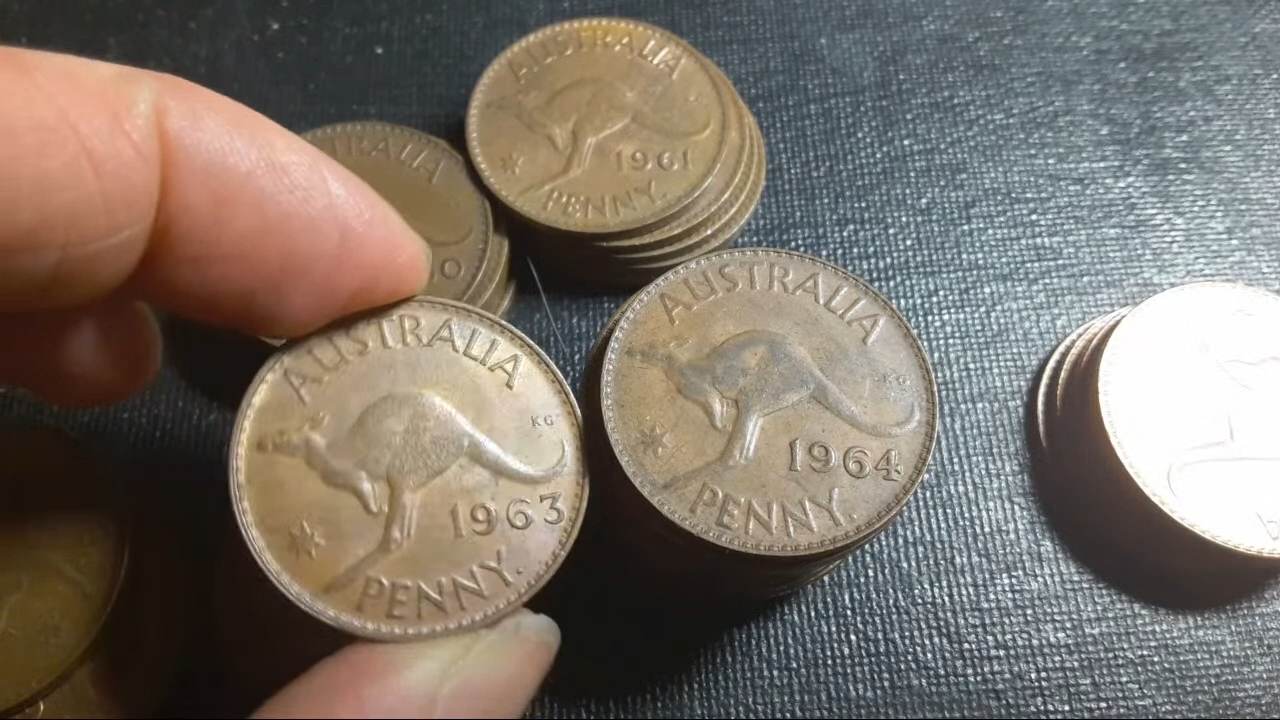 AUSTRALIA
1961
PENNY.
AUSTRALIA
KG
1963
PENNY.
AUSTRALIA
KG
1964
PENNY.